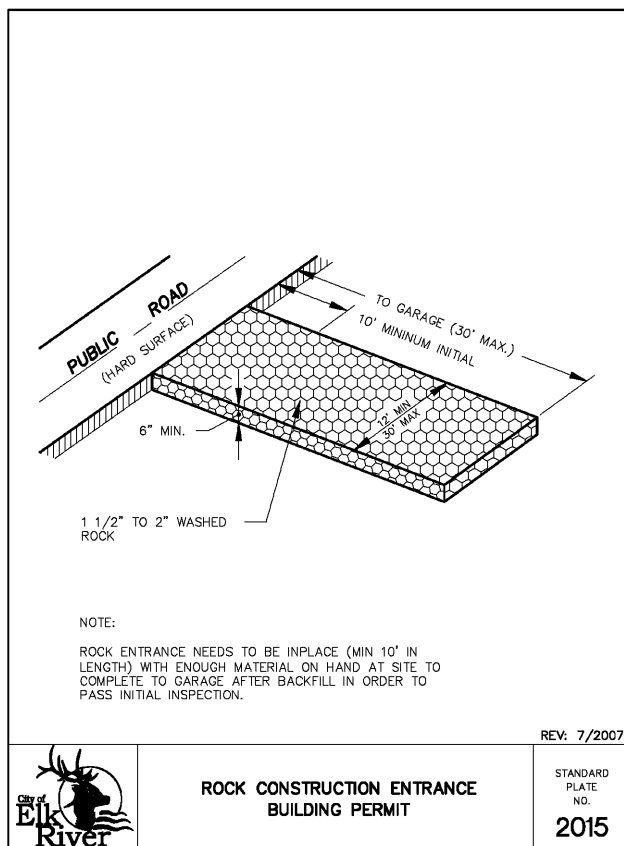 PUBLIC ROAD
(HARD SURFACE)
TO GARAGE (30' MAX.)
10' MININUM INITIAL
12' MIN
30' MAX
6" MIN.
1 1/2" TO 2" WASHED
ROCK
NOTE:
ROCK ENTRANCE NEEDS TO BE INPLACE (MIN 10' IN
LENGTH) WITH ENOUGH MATERIAL ON HAND AT SITE TO
COMPLETE TO GARAGE AFTER BACKFILL IN ORDER TO
PASS INITIAL INSPECTION.
REV: 7/2007
City of
Elk
River
ROCK CONSTRUCTION ENTRANCE
BUILDING PERMIT
STANDARD
PLATE
NO.
2015